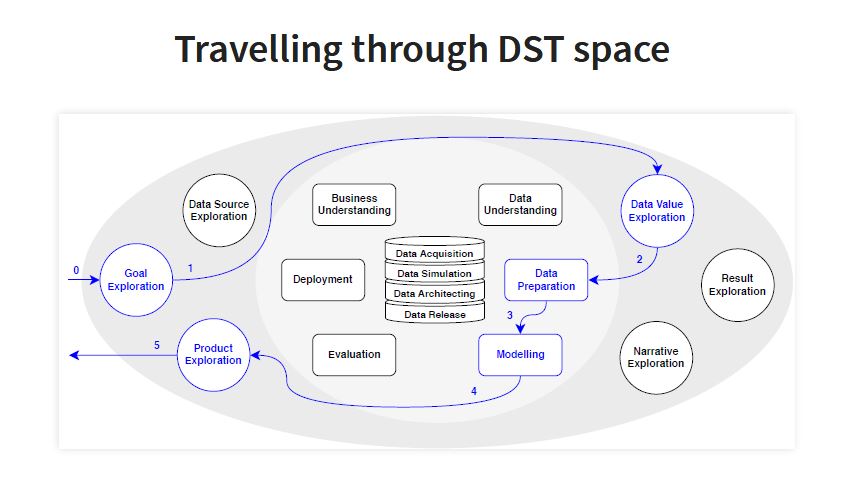 Travelling through DST space
Data Source
Exploration
Business
Understanding
Data
Understanding
Data Value
Exploration
0
Goal
Exploration
1
Deployment
Data Acquisition
Data Simulation
Data Architecting
Data Release
Data
Preparation
2
Result
Exploration
3
5
Product
Exploration
Evaluation
Modelling
Narrative
Exploration
4